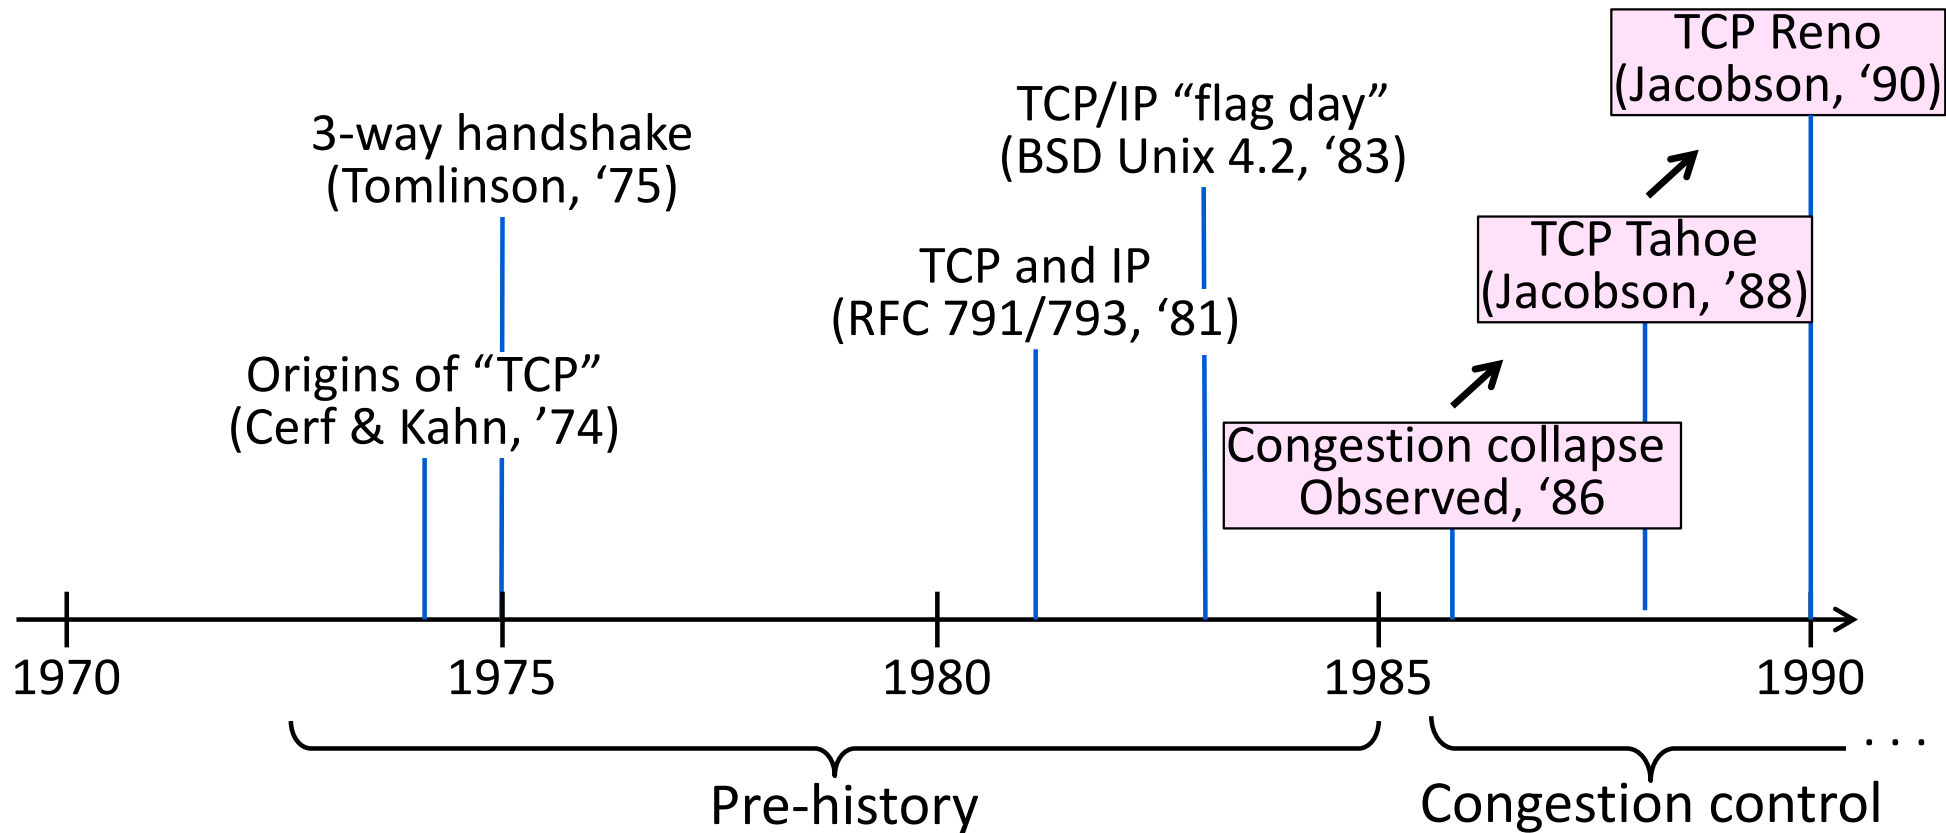 TCP Reno
(Jacobson, ‘90)
TCP/IP “flag day”
(BSD Unix 4.2, ‘83)
3-way handshake
(Tomlinson, ‘75)
TCP Tahoe
(Jacobson, ’88)
TCP and IP
(RFC 791/793, ‘81)
Origins of “TCP”
(Cerf & Kahn, ’74)
Congestion collapse
Observed, ‘86
1970
1975
1980
1985
1990
. . .
Pre-history
Congestion control